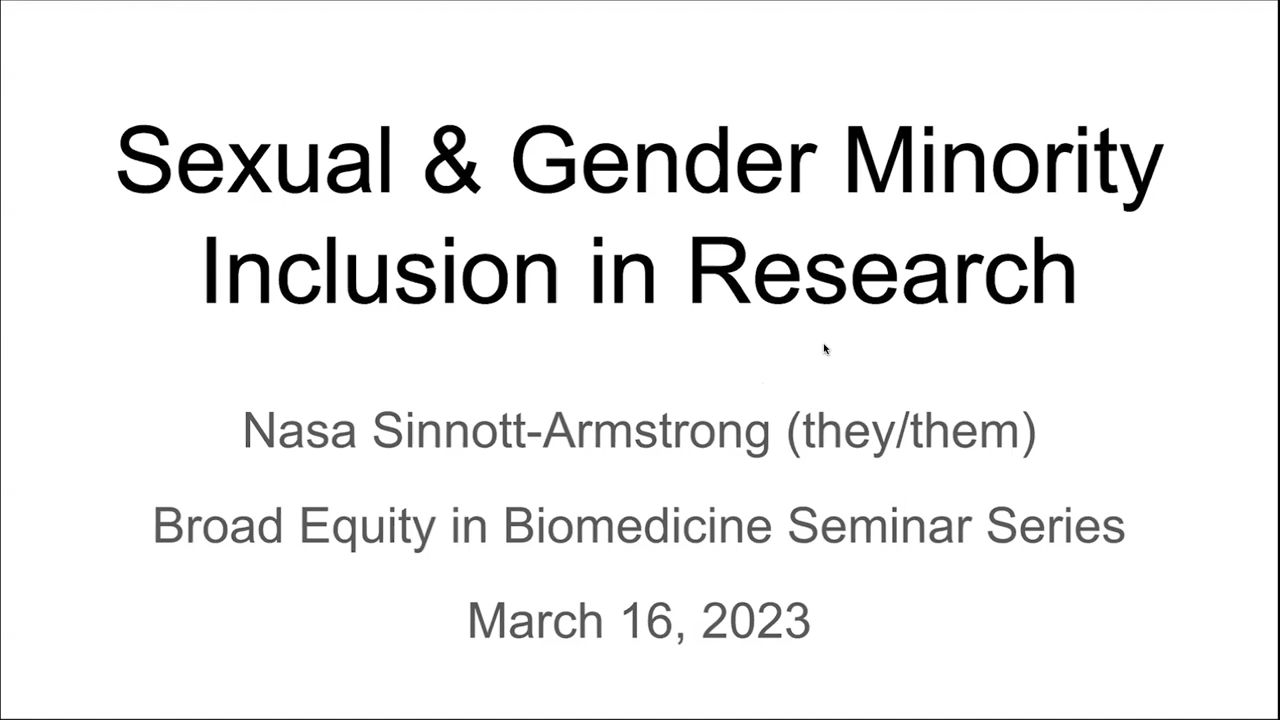 Sexual & Gender Minority
Inclusion in Research
Nasa Sinnott-Armstrong (they/them)
Broad Equity in Biomedicine Seminar Series
March 16, 2023